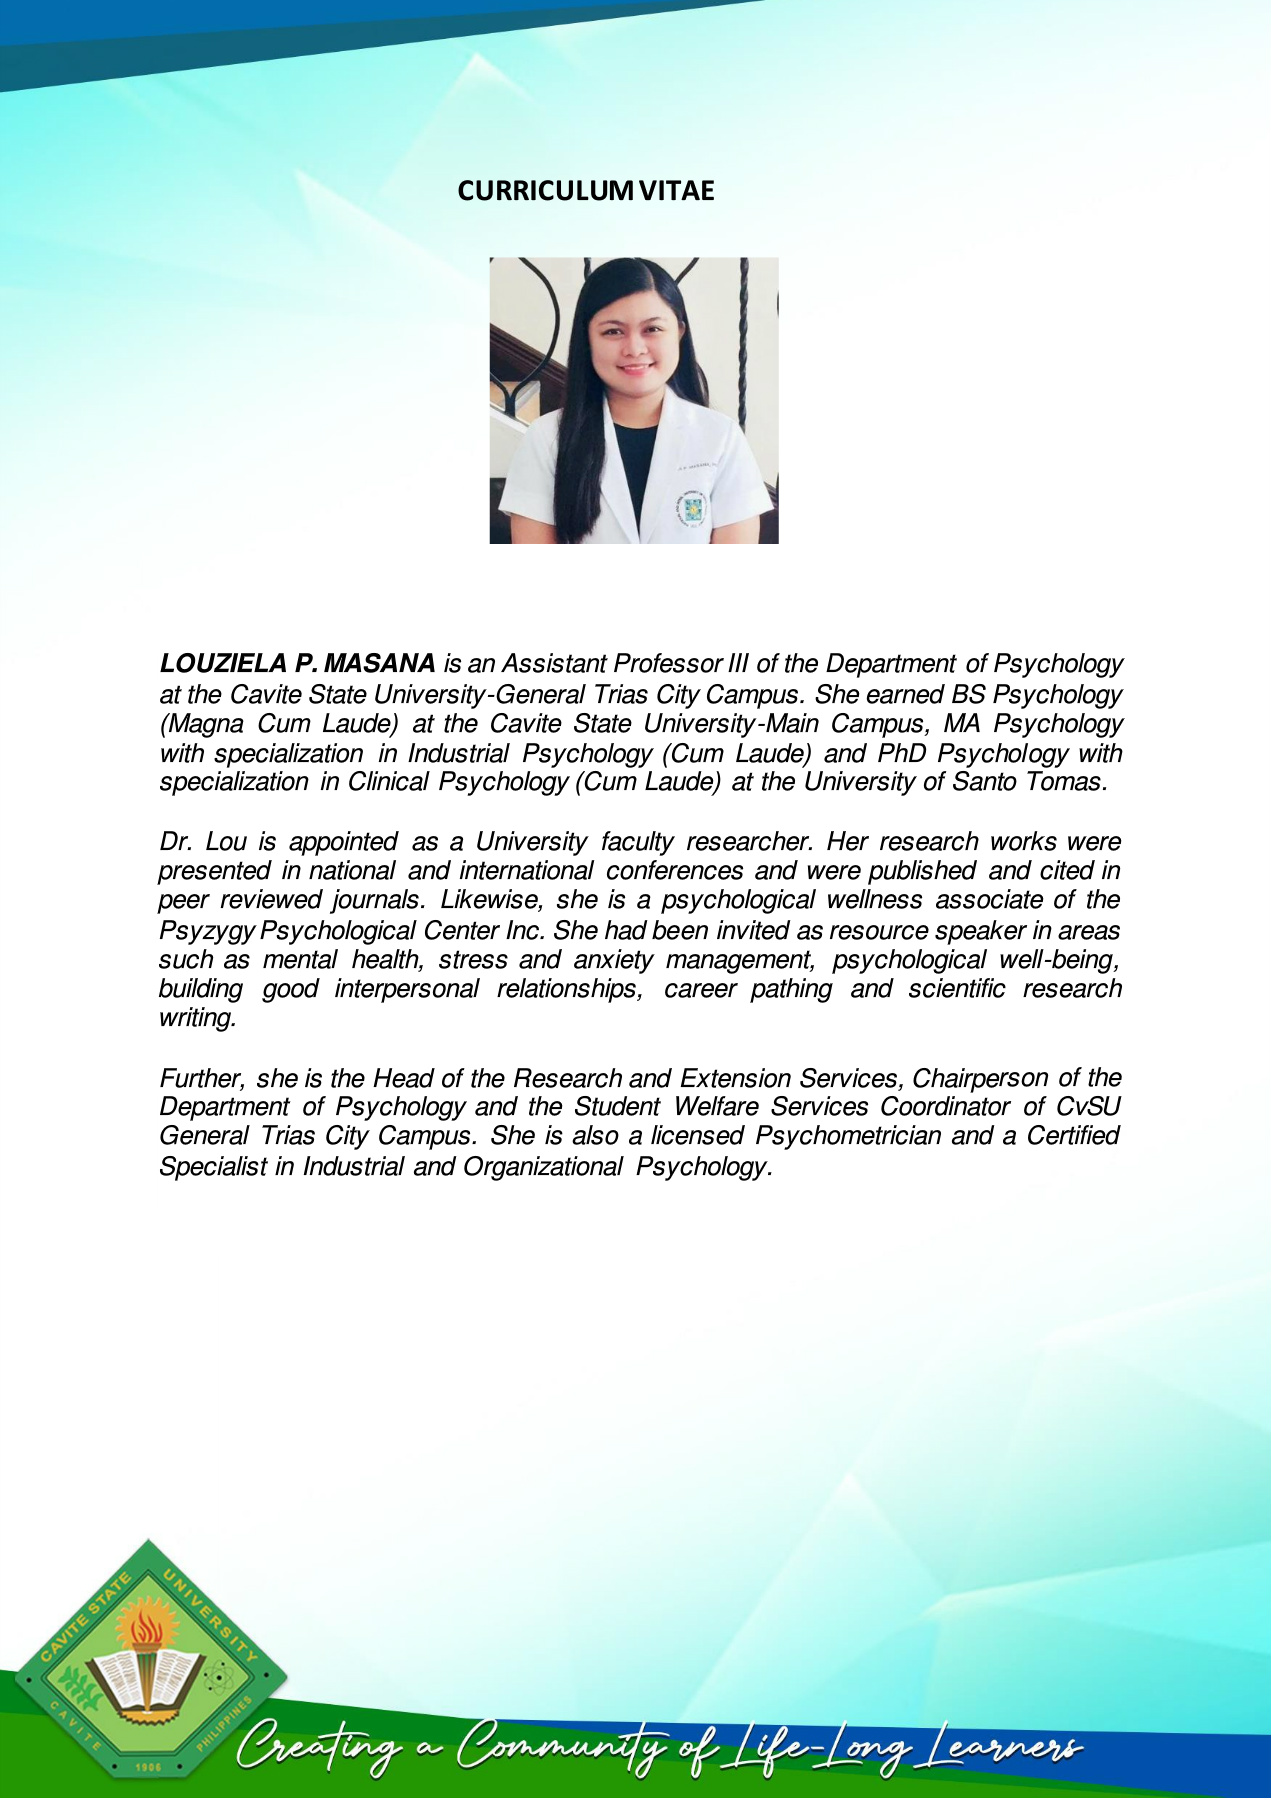 CURRICULUM VITAE
LOUZIELA P. MASANA is an Assistant Professor III of the Department of Psychology
at the Cavite State University-General Trias City Campus. She earned BS Psychology
(Magna Cum Laude) at the Cavite State University-Main Campus, MA Psychology
with specialization in Industrial Psychology (Cum Laude) and PhD Psychology with
specialization in Clinical Psychology (Cum Laude) at the University of Santo Tomas.
Dr. Lou is appointed as a University faculty researcher. Her research works were
presented in national and international conferences and were published and cited in
peer reviewed journals. Likewise, she is a psychological wellness associate of the
Psyzygy Psychological Center Inc. She had been invited as resource speaker in areas
such as mental health, stress and anxiety management, psychological well-being,
building good interpersonal relationships, career pathing and scientific research
writing.
Further, she is the Head of the Research and Extension Services, Chairperson of the
Department of Psychology and the Student Welfare Services Coordinator of CvSU
General Trias City Campus. She is also a licensed Psychometrician and a Certified
Specialist in Industrial and Organizational Psychology.
CAVITE STATE UNIVERSITY
CAVITE PHILIPPINES
1906
Creating a Community of Life-Long Learners